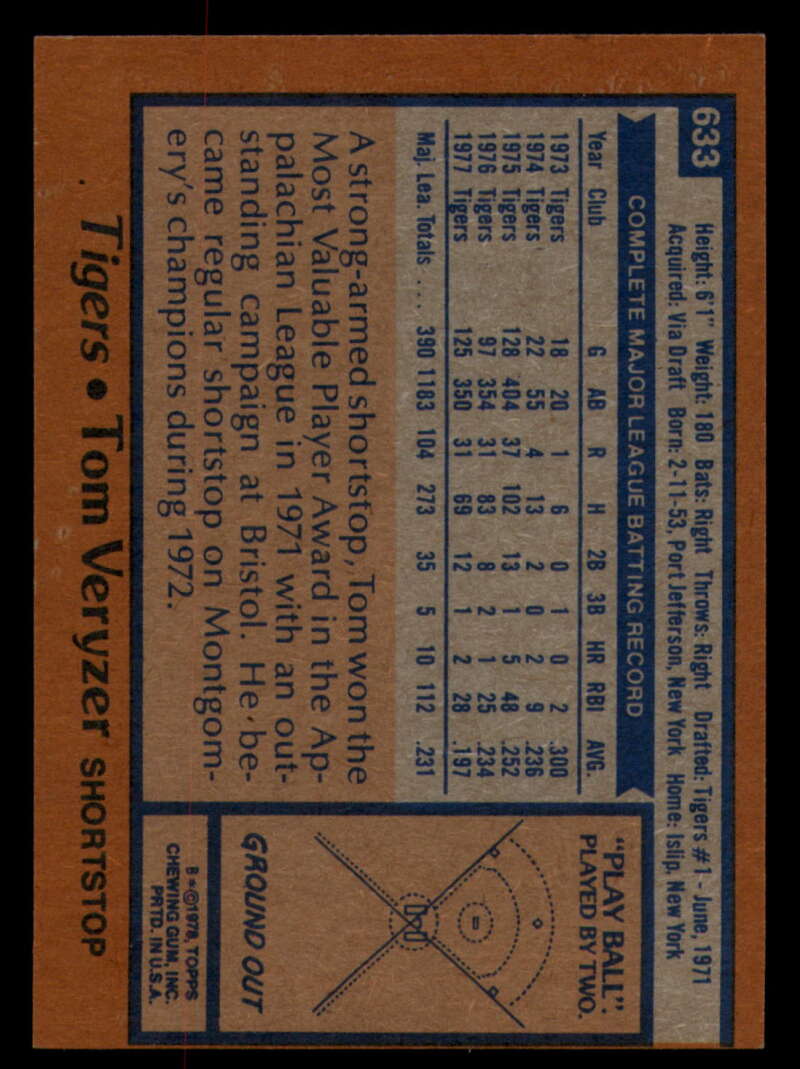 633
Height: 6'1" Weight: 180 Bats: Right Throws: Right Drafted: Tigers #1 - June, 1971
Acquired: Via Draft Born: 2-11-53, Port Jefferson, New York Home: Islip, New York
COMPLETE MAJOR LEAGUE BATTING RECORD
Year Club G AB R H 2B 3B HR RBI AVG.
1973 Tigers 18 20 1 6 0 1 0 2 .300
1974 Tigers 22 55 4 13 2 0 2 9 .236
1975 Tigers 128 404 37 102 13 1 5 48 .252
1976 Tigers 97 354 31 83 8 2 1 25 .234
1977 Tigers 125 350 31 69 12 1 2 28 .197
Maj. Lea. Totals . . . . 390 1183 104 273 35 5 10 112 .231
A strong-armed shortstop, Tom won the
Most Valuable Player Award in the Ap-
palachian League in 1971 with an out-
standing campaign at Bristol. He be-
came regular shortstop on Montgom-
ery's champions during 1972.
"PLAY BALL":
PLAYED BY TWO.
GROUND OUT
B*©1978, TOPPS
CHEWING GUM, INC.
PRTD. IN U.S.A.
Tigers • Tom Veryzer SHORTSTOP